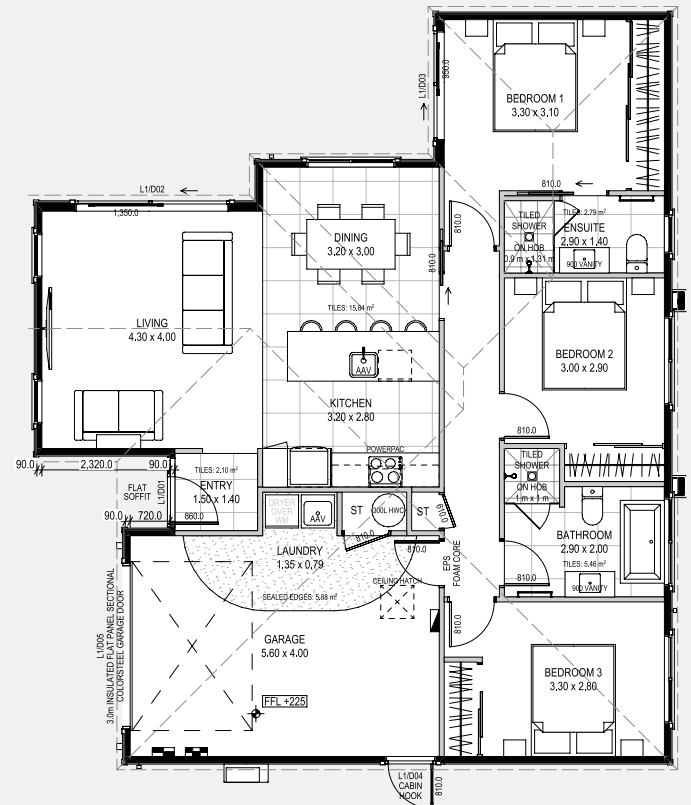 L1/D03
950.0
BEDROOM 1
3.30 x 3.10
810.0
L1/D02
1,350.0
810.0
TILED
SHOWER
ON HOB
0.9 m x 1.31 m
TILES: 2.79 m²
ENSUITE
2.90 x 1.40
900 VANITY
DINING
3.20 x 3.00
810.0
TILES: 15.84 m²
LIVING
4.30 x 4.00
AAV
BEDROOM 2
3.00 x 2.90
KITCHEN
3.20 x 2.80
810.0
POWERPAC
90.0
2,320.0
90.0
TILES: 2.10 m²
ENTRY
1.50 x 1.40
FLAT
SOFFIT
L1/D01
860.0
90.0
720.0
TILED
SHOWER
ON HOB
1 m x 1 m
DRYER
OVER
WM
AAV
ST
300L HWC
ST
610.0
810.0
810.0
BATHROOM
2.90 x 2.00
TILES: 5.46 m²
810.0
900 VANITY
LAUNDRY
1.35 x 0.79
EPS
FOAM CORE
CEILING HATCH
SEALED EDGES: 5.88 m²
L1/D05
3.0m INSULATED FLAT PANEL SECTIONAL
COLORSTEEL GARAGE DOOR
GARAGE
5.60 x 4.00
810.0
FFL +225
BEDROOM 3
3.30 x 2.80
L1/D04
CABIN
HOOK
810.0